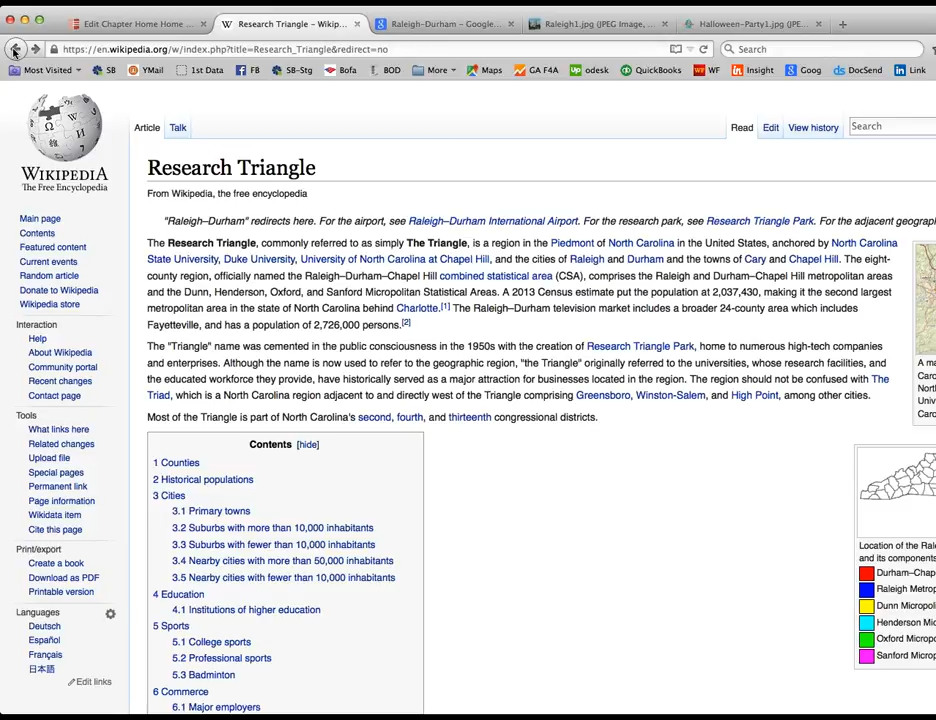 Edit Chapter Home Home ...
Research Triangle – Wikip...
Raleigh-Durham - Google...
Raleigh1.jpg (JPEG Image, ...
Halloween-Party1.jpg (JPE...
https://en.wikipedia.org/w/index.php?title=Research_Triangle&redirect=no
Search
Most Visited
SB
YMail
1st Data
FB
SB-Stg
Bofa
BOD
More
Maps
GA F4A
odesk
QuickBooks
WF
Insight
Goog
DocSend
Link
WIKIPEDIA
The Free Encyclopedia
Main page
Contents
Featured content
Current events
Random article
Donate to Wikipedia
Wikipedia store
Interaction
Help
About Wikipedia
Community portal
Recent changes
Contact page
Tools
What links here
Related changes
Upload file
Special pages
Permanent link
Page information
Wikidata item
Cite this page
Print/export
Create a book
Download as PDF
Printable version
Languages
Deutsch
Español
Français
日本語
Edit links
Article Talk
Read Edit View history
Search
Research Triangle
From Wikipedia, the free encyclopedia
"Raleigh–Durham" redirects here. For the airport, see Raleigh–Durham International Airport. For the research park, see Research Triangle Park. For the adjacent geograp
The Research Triangle, commonly referred to as simply The Triangle, is a region in the Piedmont of North Carolina in the United States, anchored by North Carolina
State University, Duke University, University of North Carolina at Chapel Hill, and the cities of Raleigh and Durham and the towns of Cary and Chapel Hill. The eight-
county region, officially named the Raleigh–Durham–Chapel Hill combined statistical area (CSA), comprises the Raleigh and Durham–Chapel Hill metropolitan areas
and the Dunn, Henderson, Oxford, and Sanford Micropolitan Statistical Areas. A 2013 Census estimate put the population at 2,037,430, making it the second largest
metropolitan area in the state of North Carolina behind Charlotte.[1] The Raleigh–Durham television market includes a broader 24-county area which includes
Fayetteville, and has a population of 2,726,000 persons.[2]
The "Triangle" name was cemented in the public consciousness in the 1950s with the creation of Research Triangle Park, home to numerous high-tech companies
and enterprises. Although the name is now used to refer to the geographic region, "the Triangle" originally referred to the universities, whose research facilities, and
the educated workforce they provide, have historically served as a major attraction for businesses located in the region. The region should not be confused with The
Triad, which is a North Carolina region adjacent to and directly west of the Triangle comprising Greensboro, Winston-Salem, and High Point, among other cities.
Most of the Triangle is part of North Carolina's second, fourth, and thirteenth congressional districts.
Contents [hide]
1 Counties
2 Historical populations
3 Cities
3.1 Primary towns
3.2 Suburbs with more than 10,000 inhabitants
3.3 Suburbs with fewer than 10,000 inhabitants
3.4 Nearby cities with more than 50,000 inhabitants
3.5 Nearby cities with fewer than 10,000 inhabitants
4 Education
4.1 Institutions of higher education
5 Sports
5.1 College sports
5.2 Professional sports
5.3 Badminton
6 Commerce
6.1 Major employers
A ma
Carc
Nort
Univ
Carc
Location of the Ral
and its component
Durham–Chap
Raleigh Metrop
Dunn Micropol
Henderson Mic
Oxford Microp
Sanford Microp